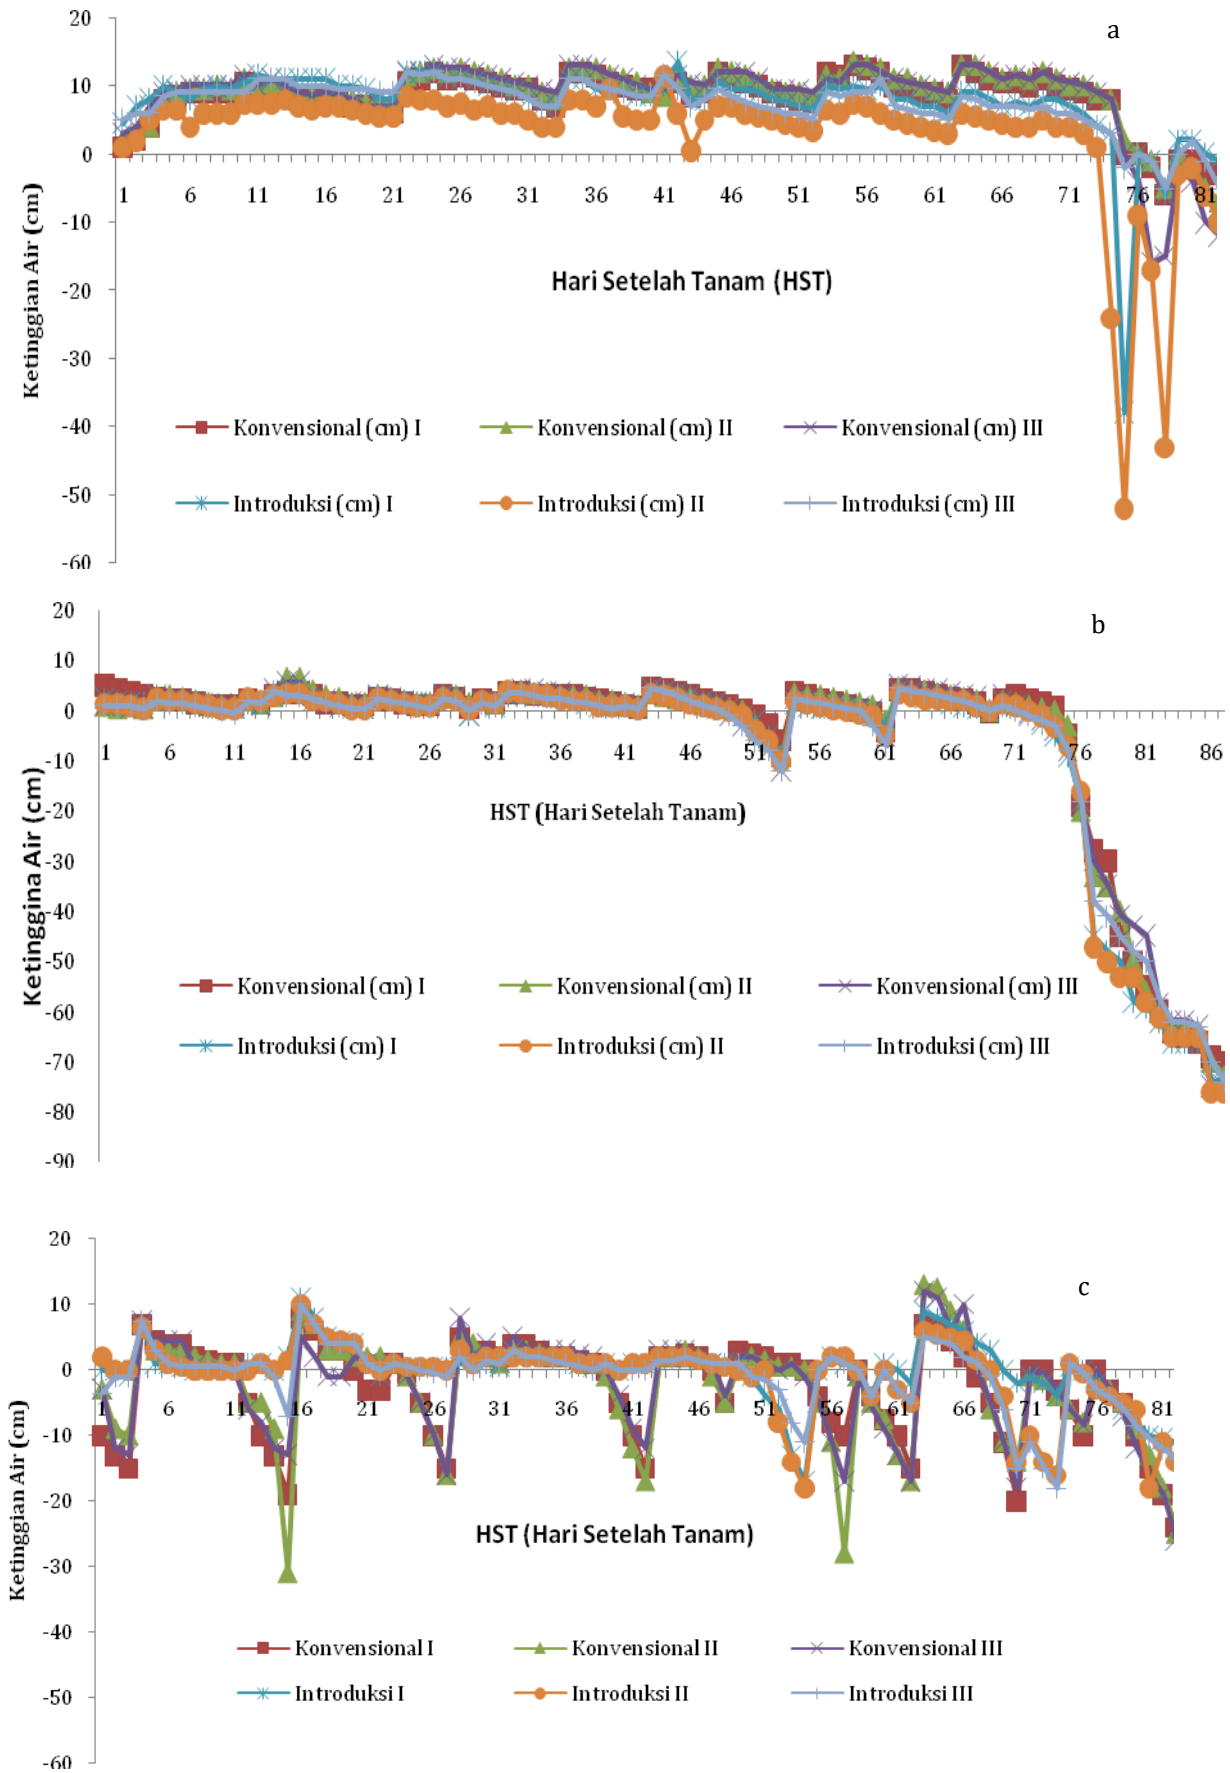 a
20
10
0
-10
-20
-30
-40
-50
-60
Ketinggian Air (cm)
1 6 11 16 21 26 31 36 41 46 51 56 61 66 71 76 81
Hari Setelah Tanam (HST)
Konvensional (cm) I Konvensional (cm) II Konvensional (cm) III
Introduksi (cm) I Introduksi (cm) II Introduksi (cm) III
b
20
10
0
-10
-20
-30
-40
-50
-60
-70
-80
-90
Ketinggina Air (cm)
1 6 11 16 21 26 31 36 41 46 51 56 61 66 71 76 81 86
HST (Hari Setelah Tanam)
Konvensional (cm) I Konvensional (cm) II Konvensional (cm) III
Introduksi (cm) I Introduksi (cm) II Introduksi (cm) III
c
20
10
0
-10
-20
-30
-40
-50
-60
Ketinggian Air (cm)
1 6 11 16 21 26 31 36 41 46 51 56 61 66 71 76 81
HST (Hari Setelah Tanam)
Konvensional I Konvensional II Konvensional III
Introduksi I Introduksi II Introduksi III